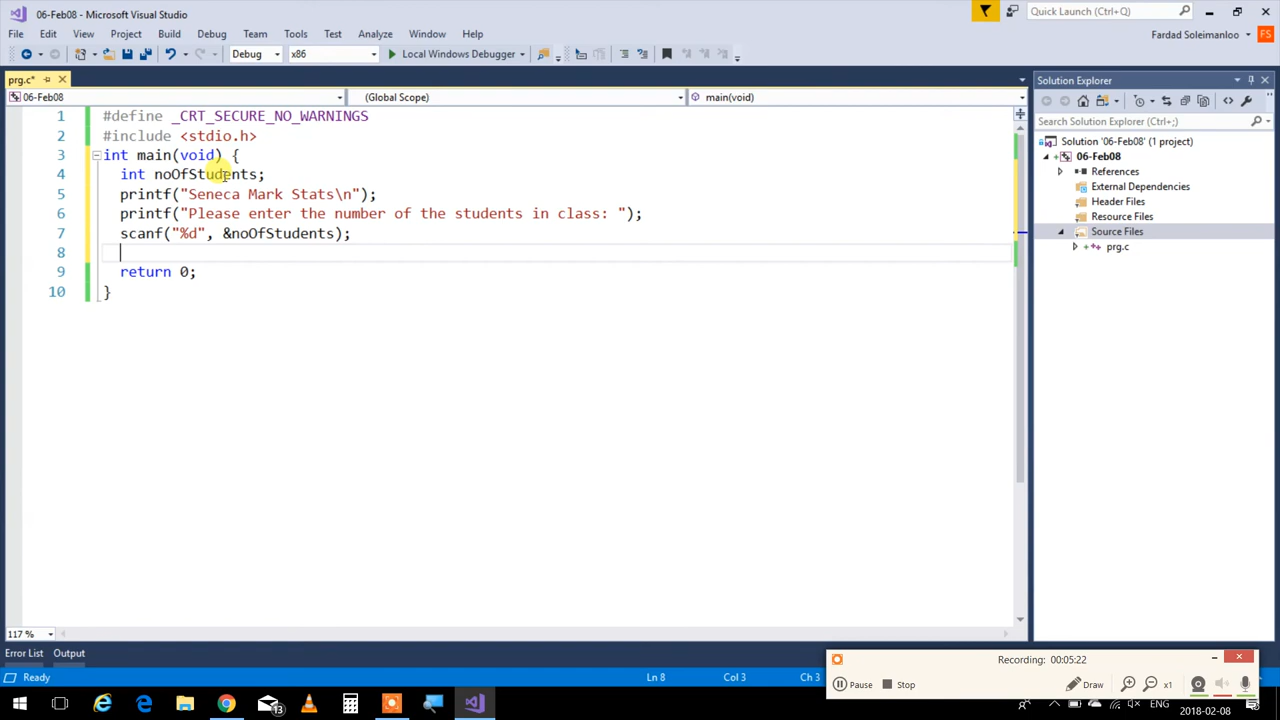 06-Feb08 - Microsoft Visual Studio
Quick Launch (Ctrl+Q)
File Edit View Project Build Debug Team Tools Test Analyze Window Help
Fardad Soleimanloo FS
Debug x86 Local Windows Debugger
prg.c*
Solution Explorer
06-Feb08 (Global Scope) main(void)
Search Solution Explorer (Ctrl+;)
1 #define _CRT_SECURE_NO_WARNINGS
2 #include <stdio.h>
3 int main(void) {
4 int noOfStudents;
5 printf("Seneca Mark Stats\n");
6 printf("Please enter the number of the students in class: ");
7 scanf("%d", &noOfStudents);
8
9 return 0;
10 }
Solution '06-Feb08' (1 project)
06-Feb08
References
External Dependencies
Header Files
Resource Files
Source Files
prg.c
117 %
Error List Output
Recording: 00:05:22
Pause Stop Draw x1
Ready Ln 8 Col 3 Ch 3
13
ENG 7:05 PM
2018-02-08